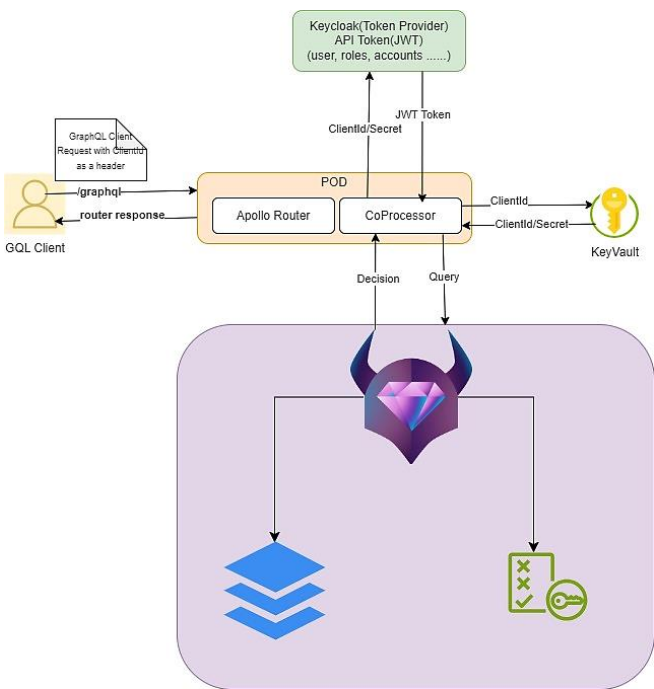 Keycloak(Token Provider)
API Token(JWT)
(user, roles, accounts ......)
JWT Token
ClientId/Secret
GraphQL Client
Request with ClientId
as a header
POD
/graphql
ClientId
router response
Apollo Router
CoProcessor
ClientId/Secret
GQL Client
KeyVault
Decision
Query